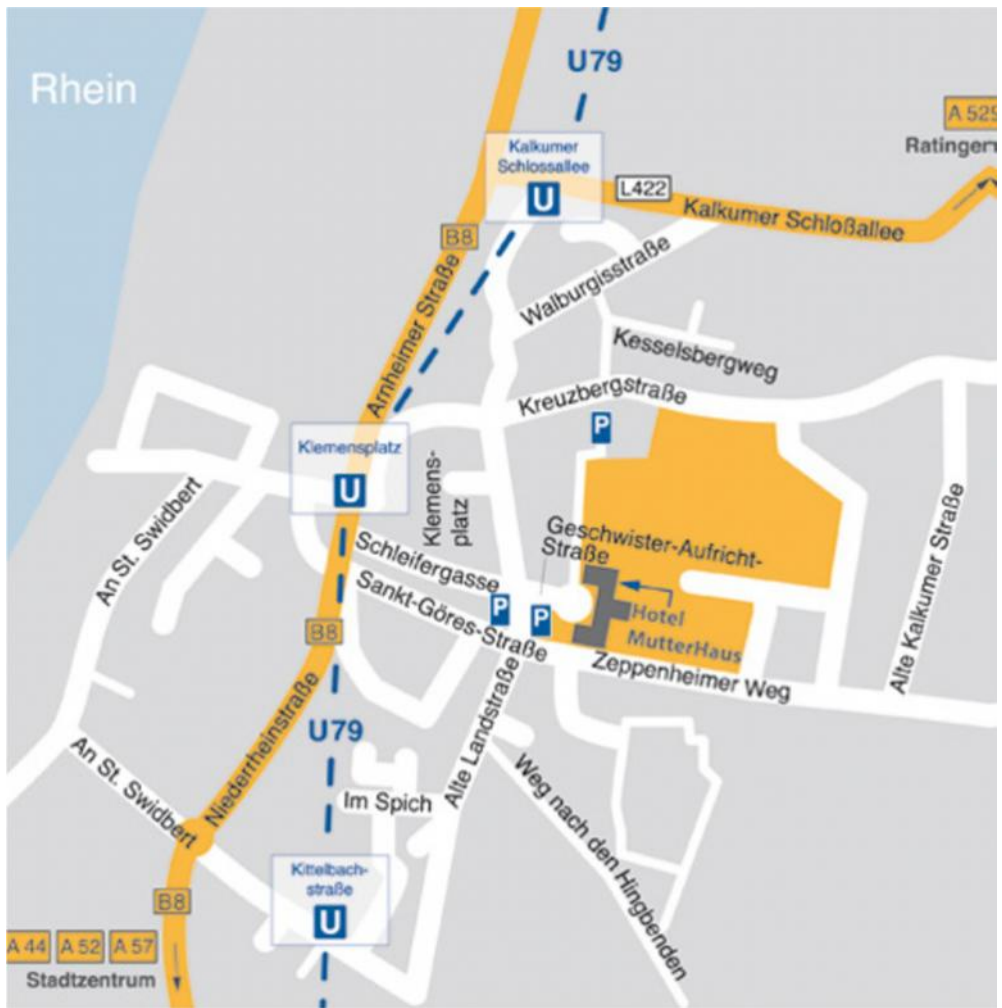 U79
Rhein
A 525
Kalkumer
Schlossallee
U
L422
Kalkumer Schloßallee
B8
Arnheimer Straße
Walburgisstraße
Kesselsbergweg
Kreuzbergstraße
P
Klemensplatz
U
Klemens-
platz
An St. Swidbert
Schleifergasse
Geschwister-Aufricht-
Straße
Alte Kalkumer Straße
Sankt-Göres-Straße
P
P
Hotel
MutterHaus
B8
Zeppenheimer Weg
U79
Niederrheinstraße
Alte Landstraße
An St. Swidbert
Im Spich
Weg nach den Hingbenden
Kittelbach-
straße
U
B8
A 44
A 52
A 57
Stadtzentrum